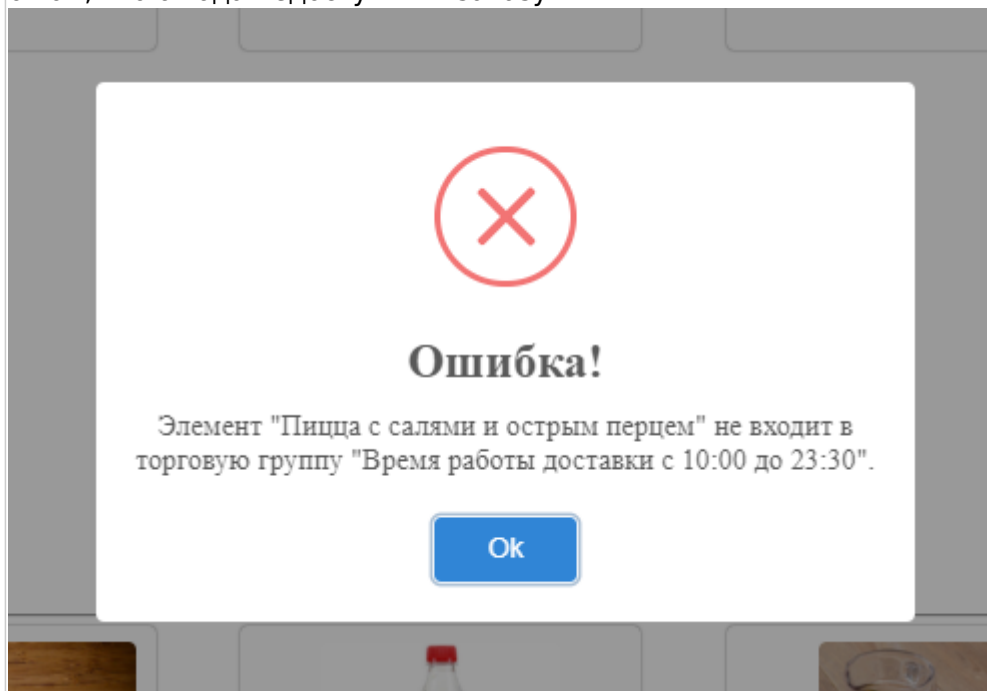 Ошибка!
Элемент "Пицца с салями и острым перцем" не входит в
торговую группу "Время работы доставки с 10:00 до 23:30".
Ok